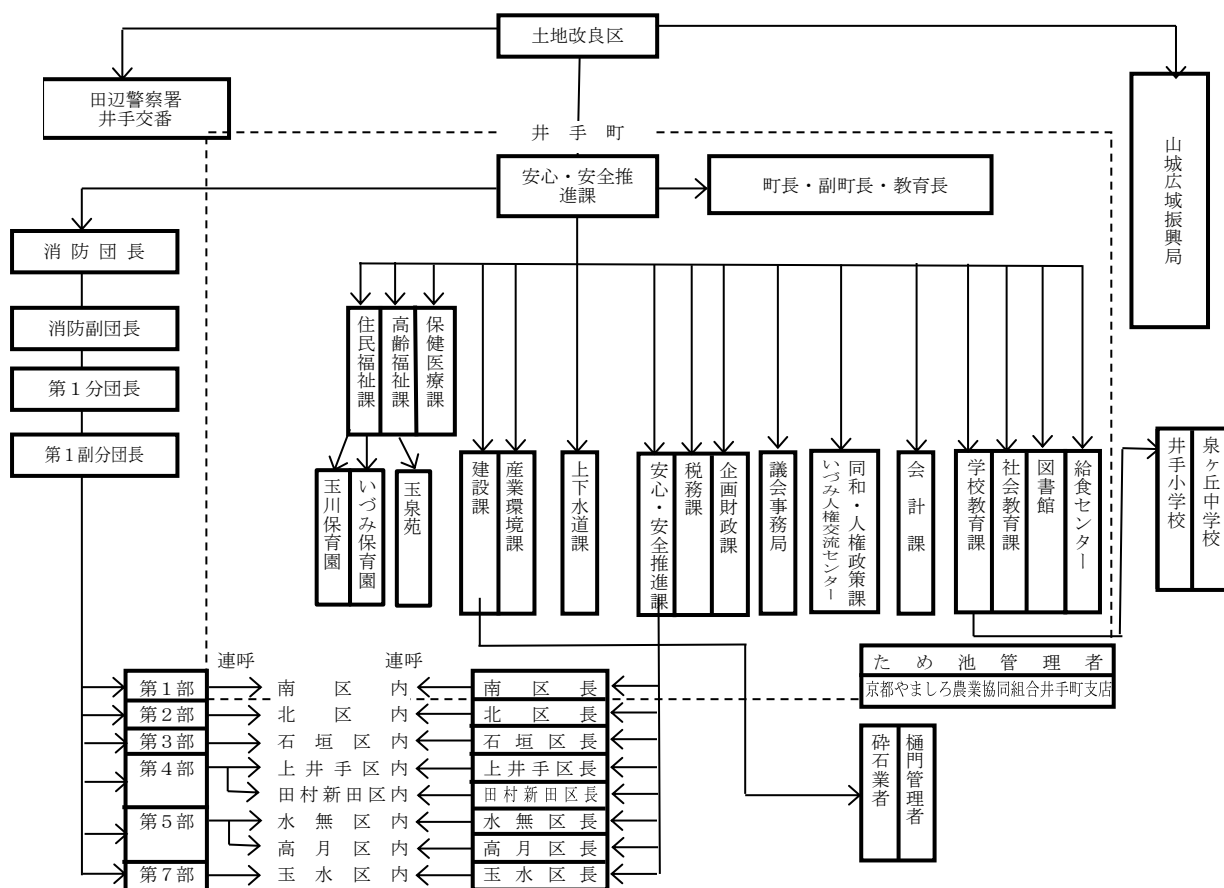 土地改良区
田辺警察署
井手交番
山城広域振興局
井手町
安心・安全推
進課
町長・副町長・教育長
消防団長
消防副団長
第１分団長
第１副分団長
住民福祉課
高齢福祉課
保健医療課
玉川保育園
いづみ保育園
玉泉苑
建設課
産業環境課
上下水道課
安心・安全推進課
税務課
企画財政課
議会事務局
同和・人権政策課
いづみ人権交流センター
会計課
学校教育課
社会教育課
図書館
給食センター
井手小学校
泉ヶ丘中学校
ため池管理者
京都やましろ農業協同組合井手町支店
連呼
連呼
第１部
南区内
南区長
第２部
北区内
北区長
第３部
石垣区内
石垣区長
第４部
上井手区内
上井手区長
田村新田区内
田村新田区長
第５部
水無区内
水無区長
高月区内
高月区長
第７部
玉水区内
玉水区長
砕石業者
樋門管理者